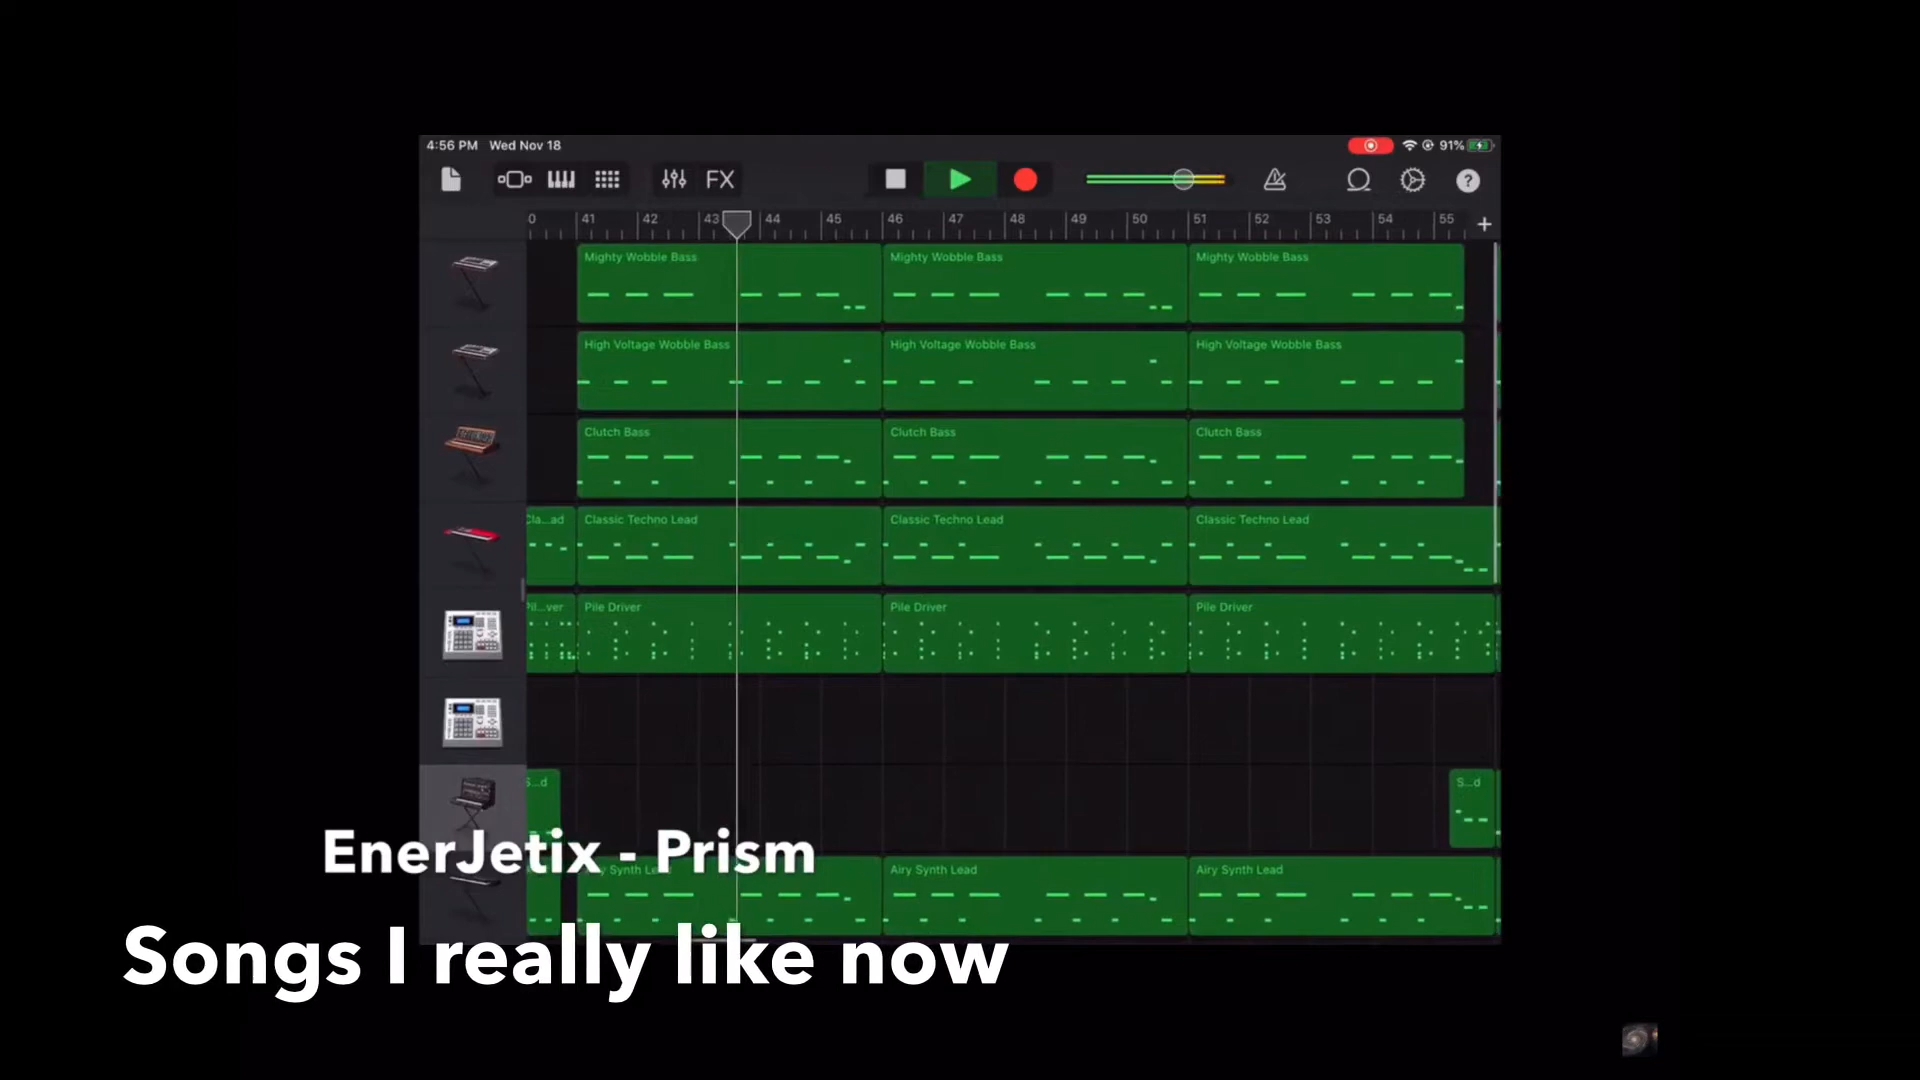 4:56 PM Wed Nov 18
91%
FX
?
0 41 42 43 44 45 46 47 48 49 50 51 52 53 54 55 +
Mighty Wobble Bass Mighty Wobble Bass Mighty Wobble Bass
High Voltage Wobble Bass High Voltage Wobble Bass High Voltage Wobble Bass
Clutch Bass Clutch Bass Clutch Bass
Cla...ad Classic Techno Lead Classic Techno Lead Classic Techno Lead
Pil...ver Pile Driver Pile Driver Pile Driver
S...d S...d
EnerJetix - Prism
Airy Synth Lead Airy Synth Lead
Songs I really like now